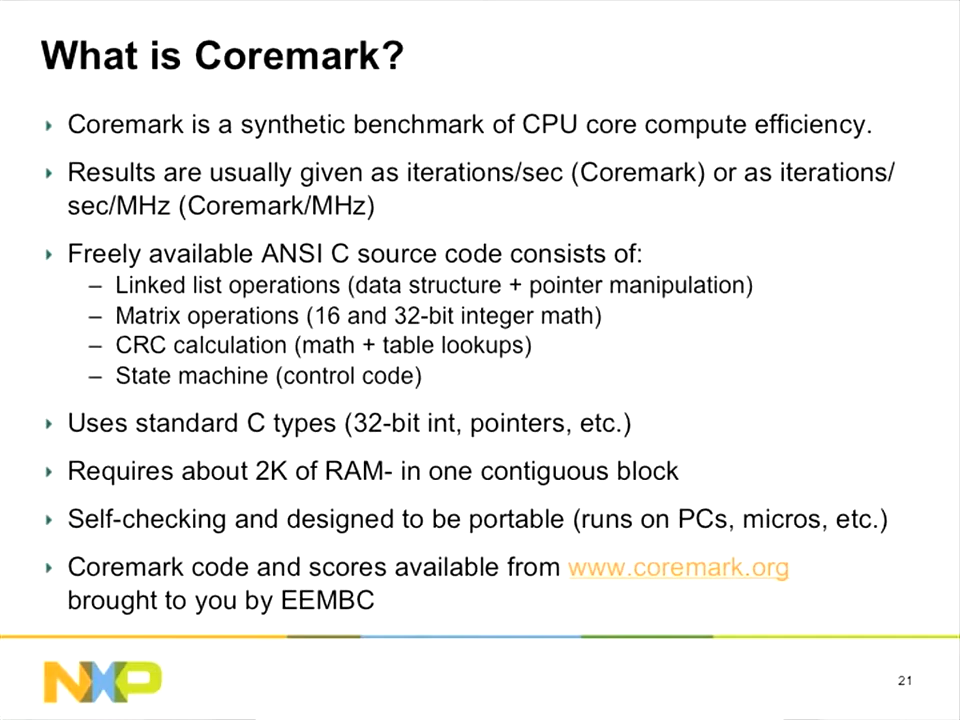 What is Coremark?
Coremark is a synthetic benchmark of CPU core compute efficiency.
Results are usually given as iterations/sec (Coremark) or as iterations/
sec/MHz (Coremark/MHz)
Freely available ANSI C source code consists of:
– Linked list operations (data structure + pointer manipulation)
– Matrix operations (16 and 32-bit integer math)
– CRC calculation (math + table lookups)
– State machine (control code)
Uses standard C types (32-bit int, pointers, etc.)
Requires about 2K of RAM- in one contiguous block
Self-checking and designed to be portable (runs on PCs, micros, etc.)
Coremark code and scores available from www.coremark.org
brought to you by EEMBC
NXP
21